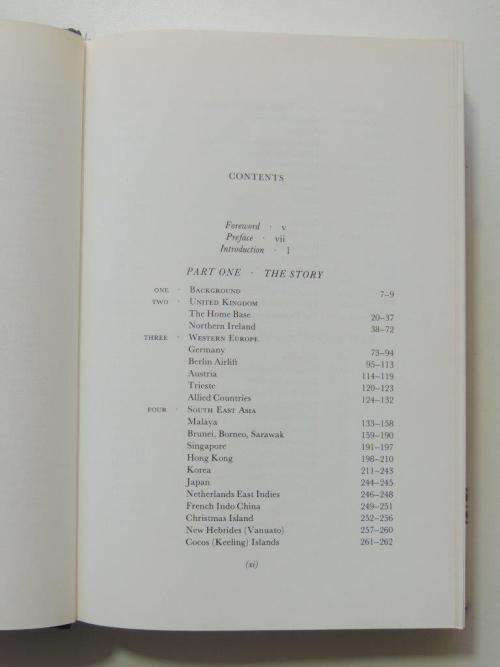 CONTENTS
Foreword · v
Preface · vii
Introduction · 1
PART ONE · THE STORY
ONE · BACKGROUND 7–9
TWO · UNITED KINGDOM
The Home Base 20–37
Northern Ireland 38–72
THREE · WESTERN EUROPE
Germany 73–94
Berlin Airlift 95–113
Austria 114–119
Trieste 120–123
Allied Countries 124–132
FOUR · SOUTH EAST ASIA
Malaya 133–158
Brunei, Borneo, Sarawak 159–190
Singapore 191–197
Hong Kong 198–210
Korea 211–243
Japan 244–245
Netherlands East Indies 246–248
French Indo China 249–251
Christmas Island 252–256
New Hebrides (Vanuato) 257–260
Cocos (Keeling) Islands 261–262
(xi)